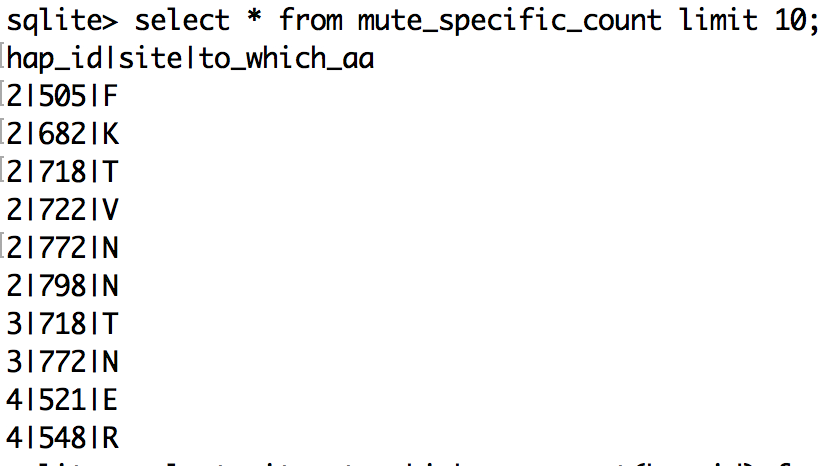 sqlite> select * from mute_specific_count limit 10;
hap_id|site|to_which_aa
2|505|F
2|682|K
2|718|T
2|722|V
2|772|N
2|798|N
3|718|T
3|772|N
4|521|E
4|548|R